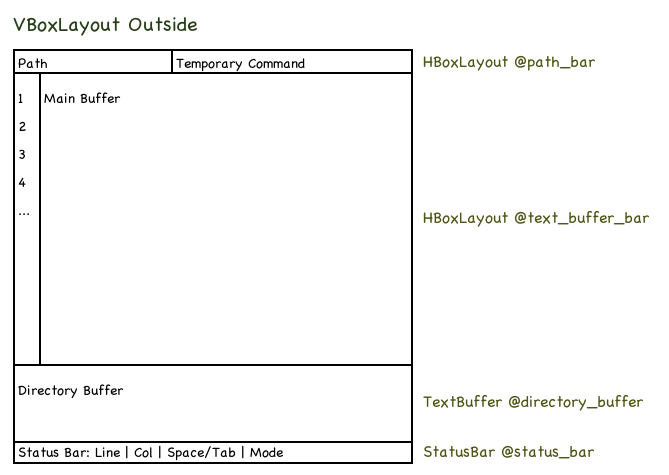 VBoxLayout Outside
Path
Temporary Command
HBoxLayout @path_bar
1
Main Buffer
2
3
4
...
HBoxLayout @text_buffer_bar
Directory Buffer
TextBuffer @directory_buffer
Status Bar: Line | Col | Space/Tab | Mode
StatusBar @status_bar